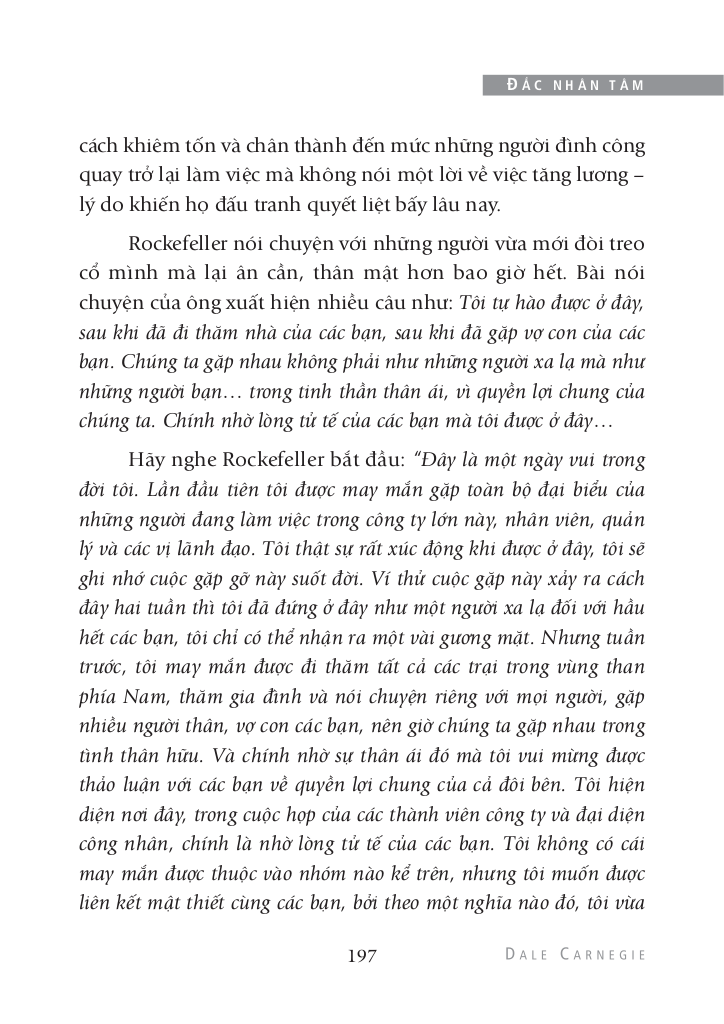 ĐẮC NHÂN TÂM
cách khiêm tốn và chân thành đến mức những người đình công
quay trở lại làm việc mà không nói một lời về việc tăng lương –
lý do khiến họ đấu tranh quyết liệt bấy lâu nay.
Rockefeller nói chuyện với những người vừa mới đòi treo
cổ mình mà lại ân cần, thân mật hơn bao giờ hết. Bài nói
chuyện của ông xuất hiện nhiều câu như: Tôi tự hào được ở đây,
sau khi đã đi thăm nhà của các bạn, sau khi đã gặp vợ con của các
bạn. Chúng ta gặp nhau không phải như những người xa lạ mà như
những người bạn… trong tinh thần thân ái, vì quyền lợi chung của
chúng ta. Chính nhờ lòng tử tế của các bạn mà tôi được ở đây…
Hãy nghe Rockefeller bắt đầu: “Đây là một ngày vui trong
đời tôi. Lần đầu tiên tôi được may mắn gặp toàn bộ đại biểu của
những người đang làm việc trong công ty lớn này, nhân viên, quản
lý và các vị lãnh đạo. Tôi thật sự rất xúc động khi được ở đây, tôi sẽ
ghi nhớ cuộc gặp gỡ này suốt đời. Ví thử cuộc gặp này xảy ra cách
đây hai tuần thì tôi đã đứng ở đây như một người xa lạ đối với hầu
hết các bạn, tôi chỉ có thể nhận ra một vài gương mặt. Nhưng tuần
trước, tôi may mắn được đi thăm tất cả các trại trong vùng than
phía Nam, thăm gia đình và nói chuyện riêng với mọi người, gặp
nhiều người thân, vợ con các bạn, nên giờ chúng ta gặp nhau trong
tình thân hữu. Và chính nhờ sự thân ái đó mà tôi vui mừng được
thảo luận với các bạn về quyền lợi chung của cả đôi bên. Tôi hiện
diện nơi đây, trong cuộc họp của các thành viên công ty và đại diện
công nhân, chính là nhờ lòng tử tế của các bạn. Tôi không có cái
may mắn được thuộc vào nhóm nào kể trên, nhưng tôi muốn được
liên kết mật thiết cùng các bạn, bởi theo một nghĩa nào đó, tôi vừa
197
DALE CARNEGIE